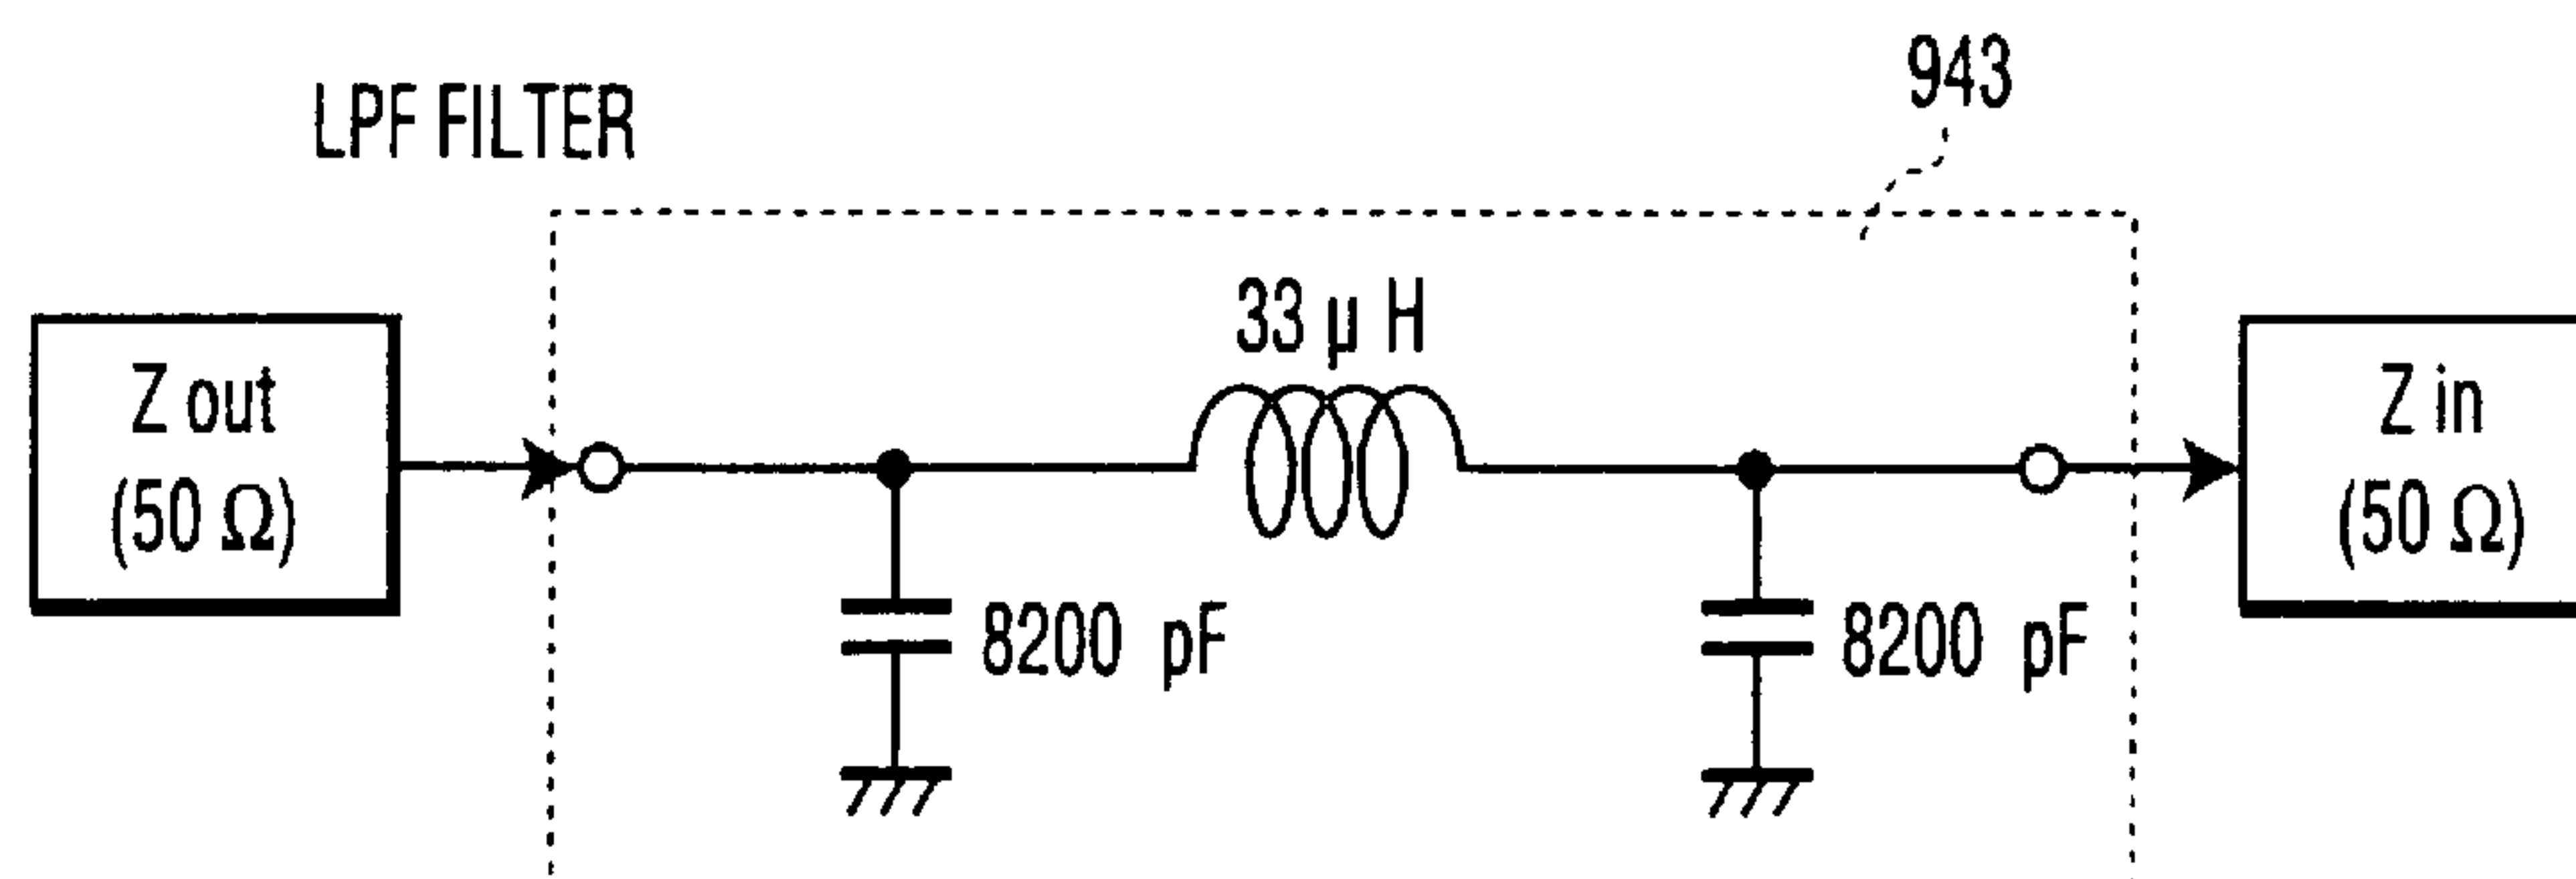 943
LPF FILTER
33 µ H
Z out
(50 Ω)
Z in
(50 Ω)
8200 pF
8200 pF